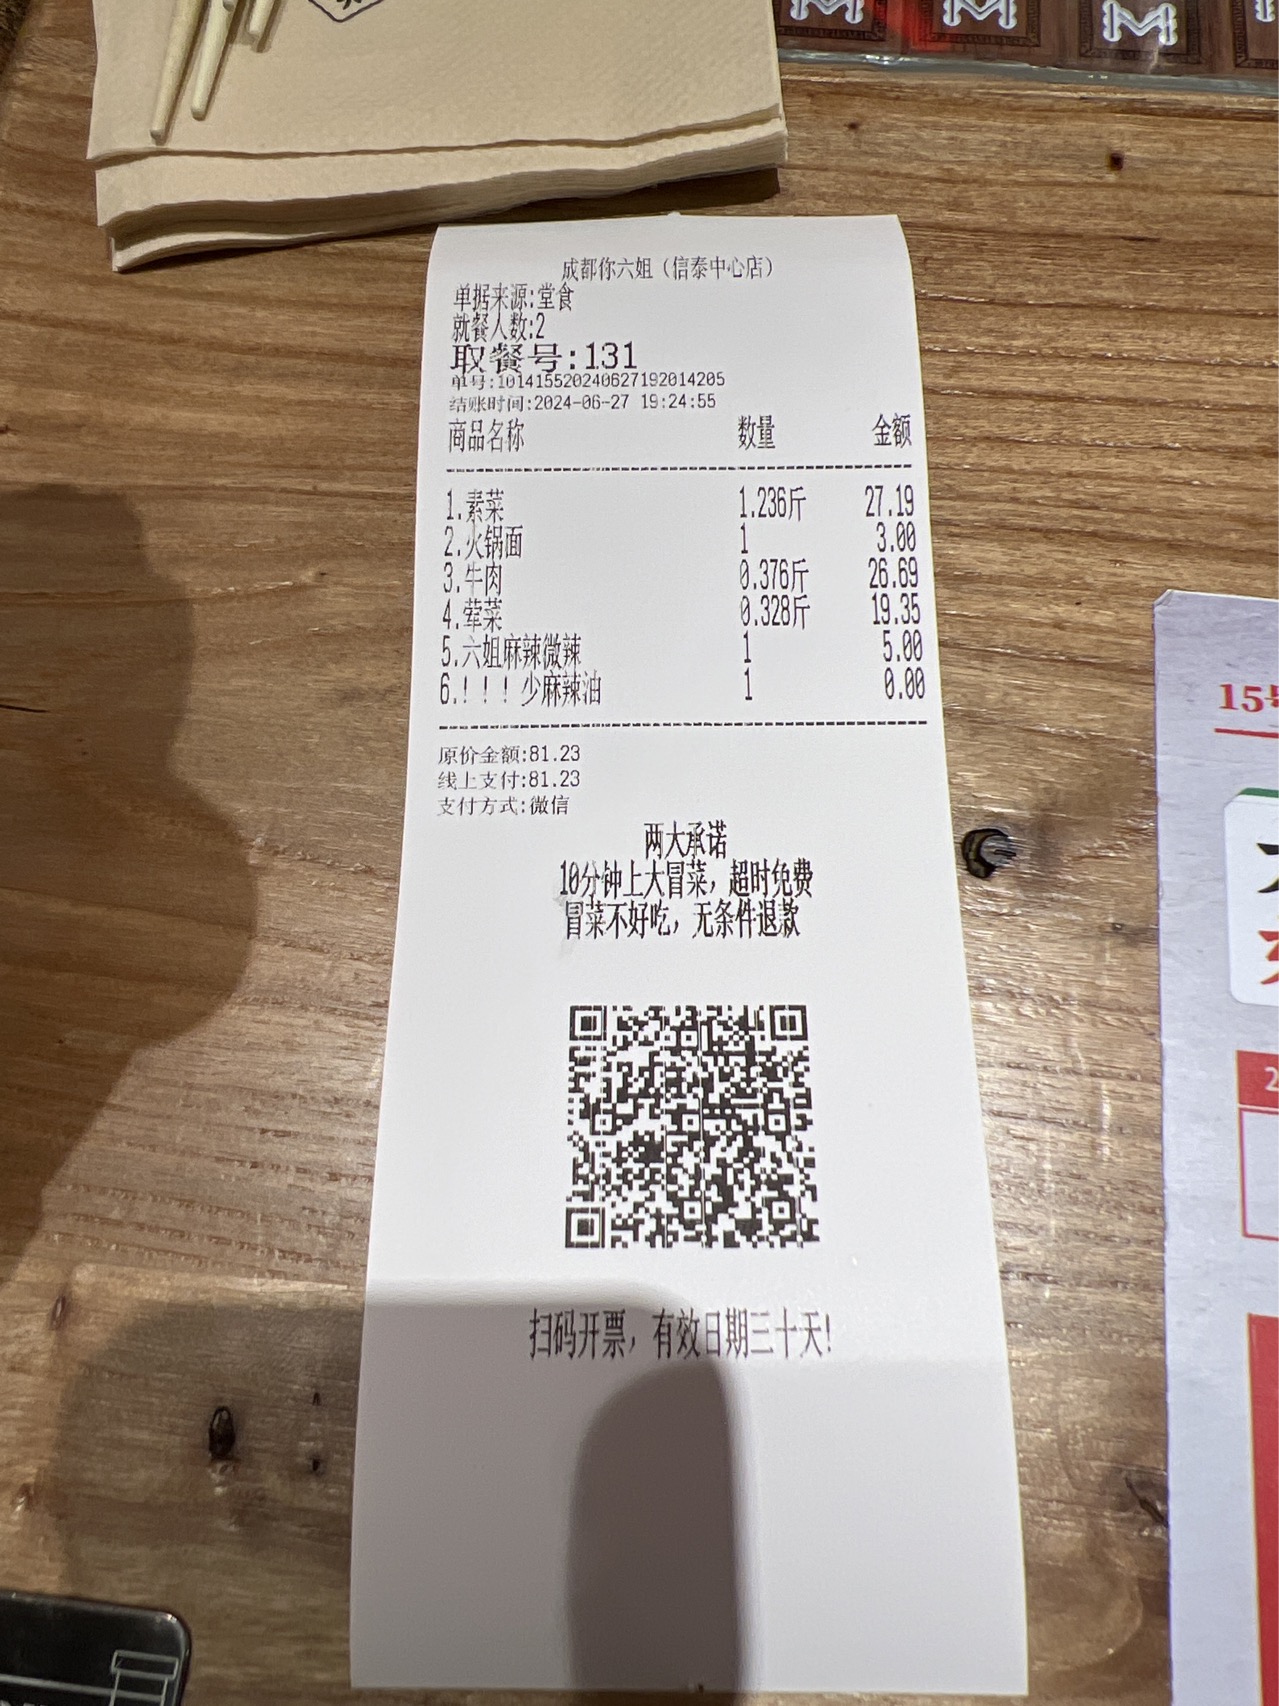 成都你六姐（信泰中心店）
单据来源:堂食
就餐人数:2
取餐号:131
单号:101415520240627192014205
结账时间:2024-06-27 19:24:55
商品名称 数量 金额
1.素菜 1.236斤 27.19
2.火锅面 1 3.00
3.牛肉 0.376斤 26.69
4.荤菜 0.328斤 19.35
5.六姐麻辣微辣 1 5.00
6.！！！少麻辣油 1 0.00
原价金额:81.23
线上支付:81.23
支付方式:微信
两大承诺
10分钟上大冒菜，超时免费
冒菜不好吃，无条件退款
扫码开票，有效日期三十天!
15
2